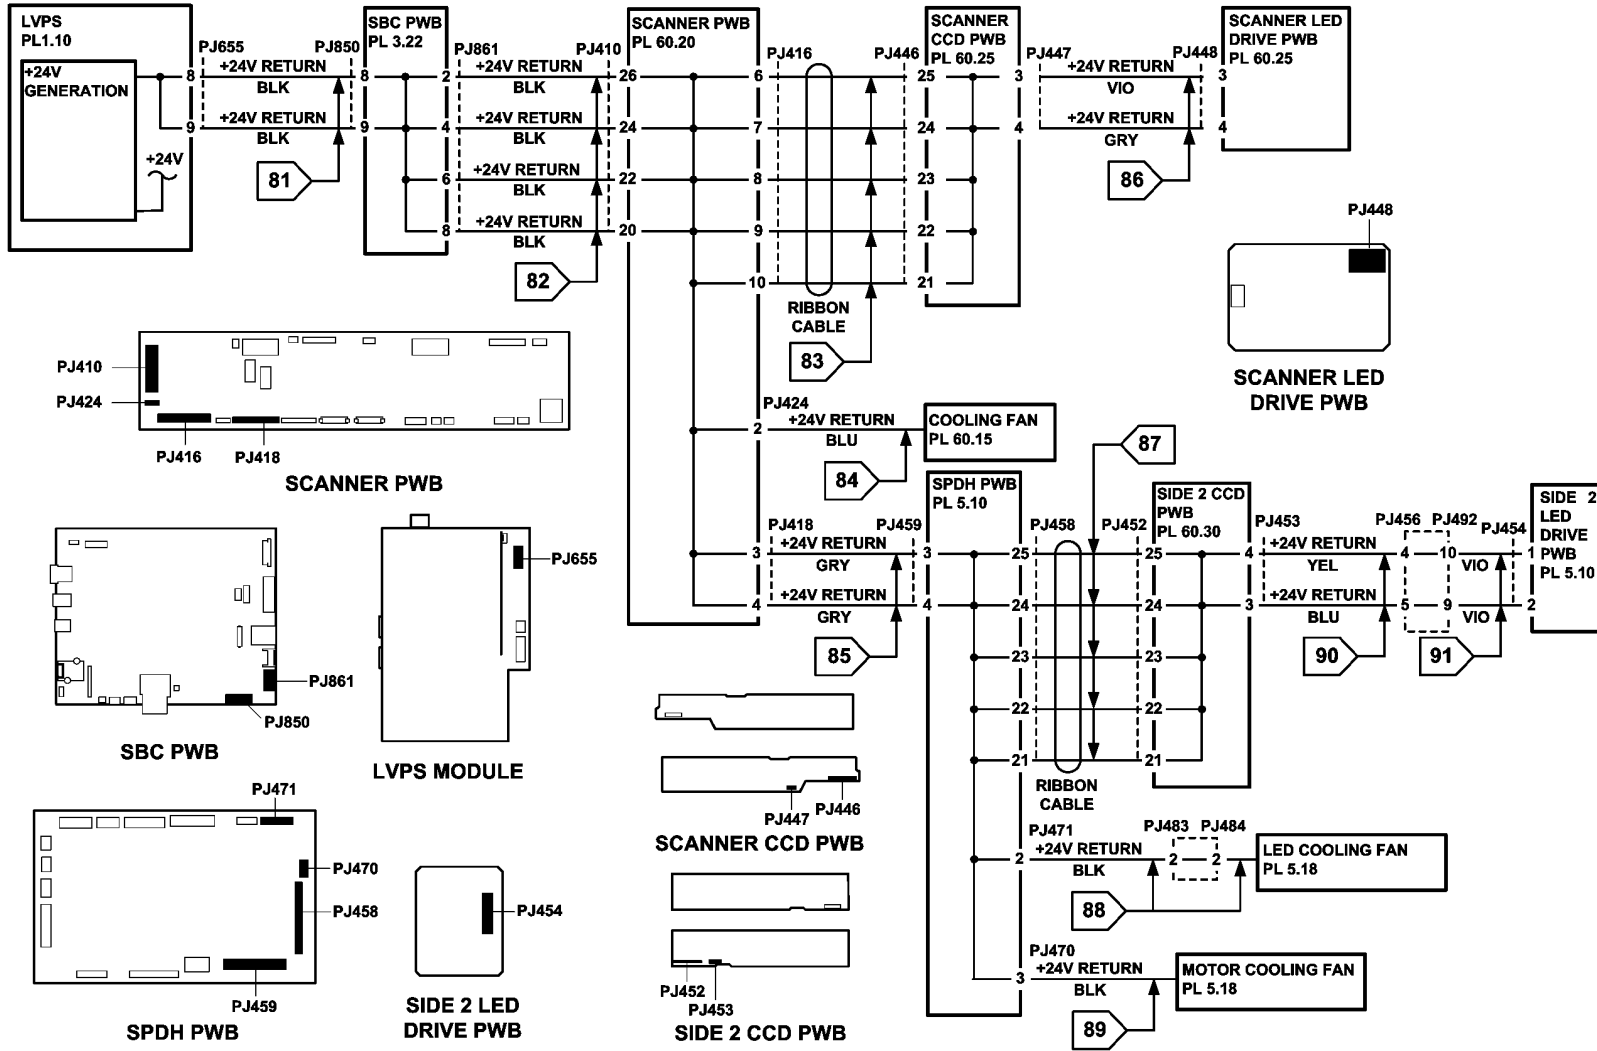 LVPS
PL1.10
+24V
GENERATION
+24V
8
9
PJ655
+24V RETURN
BLK
+24V RETURN
BLK
81
PJ850
8
9
SBC PWB
PL 3.22
2
4
6
8
PJ861
+24V RETURN
BLK
+24V RETURN
BLK
+24V RETURN
BLK
+24V RETURN
BLK
82
PJ410
26
24
22
20
SCANNER PWB
PL 60.20
6
7
8
9
10
PJ416
RIBBON
CABLE
83
PJ446
25
24
23
22
21
SCANNER
CCD PWB
PL 60.25
3
4
PJ447
+24V RETURN
VIO
+24V RETURN
GRY
86
PJ448
3
4
SCANNER LED
DRIVE PWB
PL 60.25
PJ448
SCANNER LED
DRIVE PWB
PJ410
PJ424
PJ416
PJ418
SCANNER PWB
PJ424
2
+24V RETURN
BLU
84
COOLING FAN
PL 60.15
87
PJ418
3
+24V RETURN
GRY
4
+24V RETURN
GRY
85
PJ459
3
4
SPDH PWB
PL 5.10
25
24
23
22
21
PJ458
RIBBON
CABLE
PJ452
25
24
23
22
21
SIDE 2 CCD
PWB
PL 60.30
4
3
PJ453
+24V RETURN
YEL
+24V RETURN
BLU
90
PJ456
4
5
PJ492
10
9
VIO
VIO
91
PJ454
1
2
SIDE 2
LED
DRIVE
PWB
PL 5.10
PJ655
LVPS MODULE
PJ861
PJ850
SBC PWB
PJ447
PJ446
SCANNER CCD PWB
PJ471
PJ470
PJ458
PJ459
SPDH PWB
PJ454
SIDE 2 LED
DRIVE PWB
PJ452
PJ453
SIDE 2 CCD PWB
PJ471
2
+24V RETURN
BLK
PJ483
2
PJ484
2
88
LED COOLING FAN
PL 5.18
PJ470
3
+24V RETURN
BLK
89
MOTOR COOLING FAN
PL 5.18